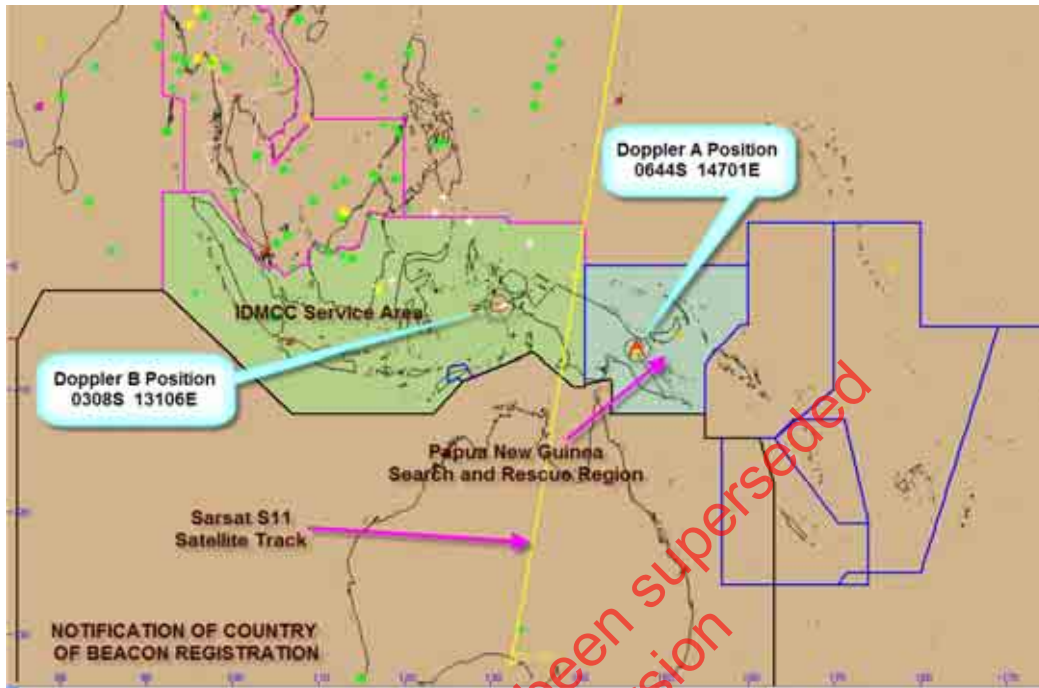 Doppler A Position
0644S 14701E
IDMCC Service Area
Doppler B Position
0308S 13106E
Papua New Guinea
Search and Rescue Region
Sarsat S11
Satellite Track
NOTIFICATION OF COUNTRY
OF BEACON REGISTRATION
been superseded